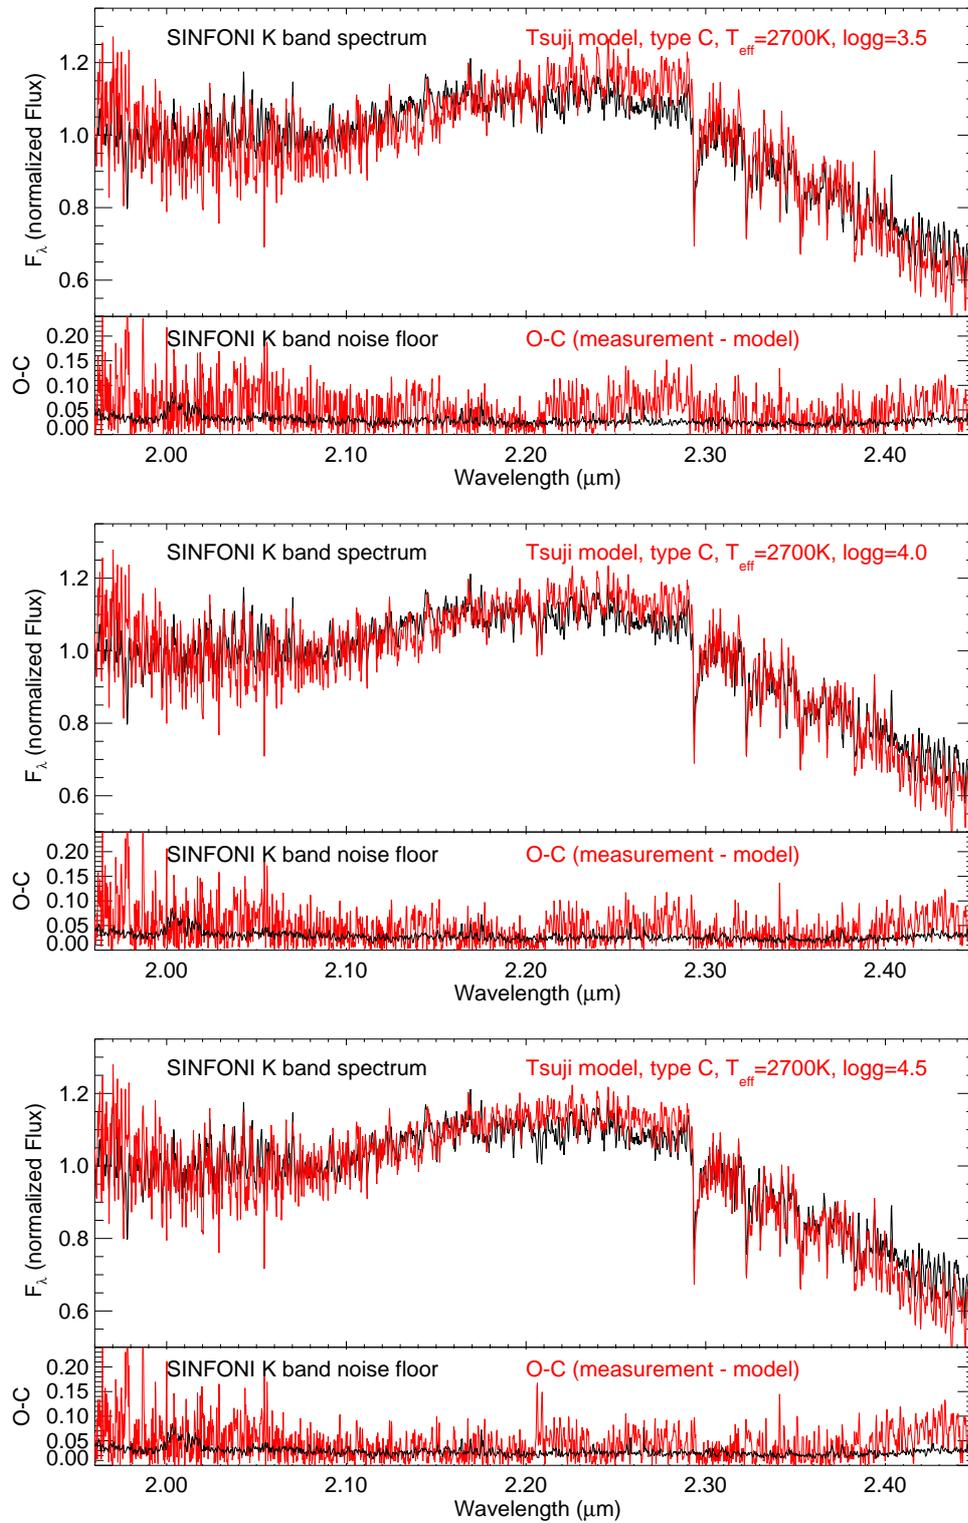 SINFONI K band spectrum
Tsuji model, type C, Teff=2700K, logg=3.5
1.2
1.0
0.8
0.6
Fλ (normalized Flux)
SINFONI K band noise floor
O-C (measurement - model)
0.20
0.15
0.10
0.05
0.00
O-C
2.00 2.10 2.20 2.30 2.40
Wavelength (μm)
SINFONI K band spectrum
Tsuji model, type C, Teff=2700K, logg=4.0
1.2
1.0
0.8
0.6
Fλ (normalized Flux)
SINFONI K band noise floor
O-C (measurement - model)
0.20
0.15
0.10
0.05
0.00
O-C
2.00 2.10 2.20 2.30 2.40
Wavelength (μm)
SINFONI K band spectrum
Tsuji model, type C, Teff=2700K, logg=4.5
1.2
1.0
0.8
0.6
Fλ (normalized Flux)
SINFONI K band noise floor
O-C (measurement - model)
0.20
0.15
0.10
0.05
0.00
O-C
2.00 2.10 2.20 2.30 2.40
Wavelength (μm)